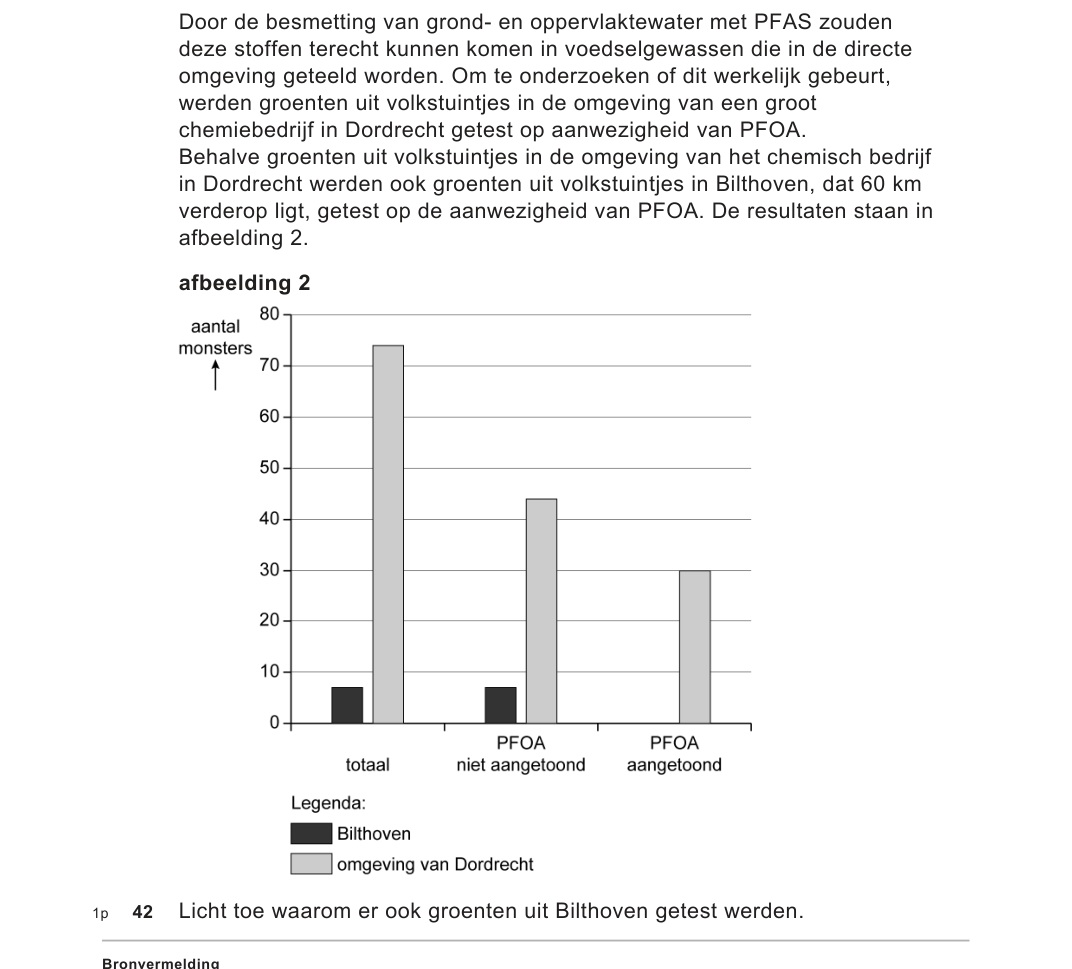 Door de besmetting van grond- en oppervlaktewater met PFAS zouden
deze stoffen terecht kunnen komen in voedselgewassen die in de directe
omgeving geteeld worden. Om te onderzoeken of dit werkelijk gebeurt,
werden groenten uit volkstuintjes in de omgeving van een groot
chemiebedrijf in Dordrecht getest op aanwezigheid van PFOA.
Behalve groenten uit volkstuintjes in de omgeving van het chemisch bedrijf
in Dordrecht werden ook groenten uit volkstuintjes in Bilthoven, dat 60 km
verderop ligt, getest op de aanwezigheid van PFOA. De resultaten staan in
afbeelding 2.
afbeelding 2
aantal
monsters
80
70
60
50
40
30
20
10
0
totaal
PFOA
niet aangetoond
PFOA
aangetoond
Legenda:
Bilthoven
omgeving van Dordrecht
1p 42 Licht toe waarom er ook groenten uit Bilthoven getest werden.
Bronvermelding